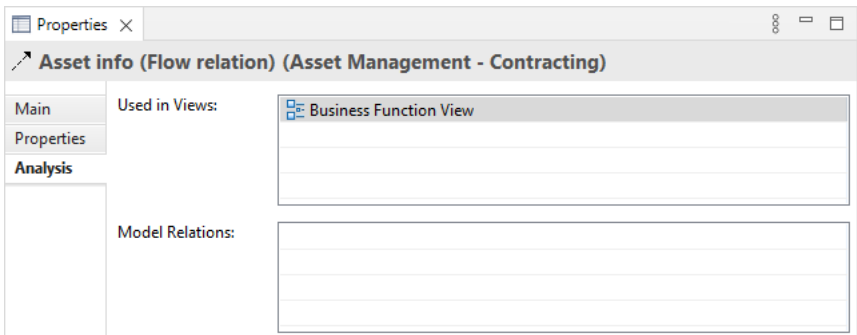 Properties
Asset info (Flow relation) (Asset Management - Contracting)
Main
Properties
Analysis
Used in Views:
Business Function View
Model Relations: